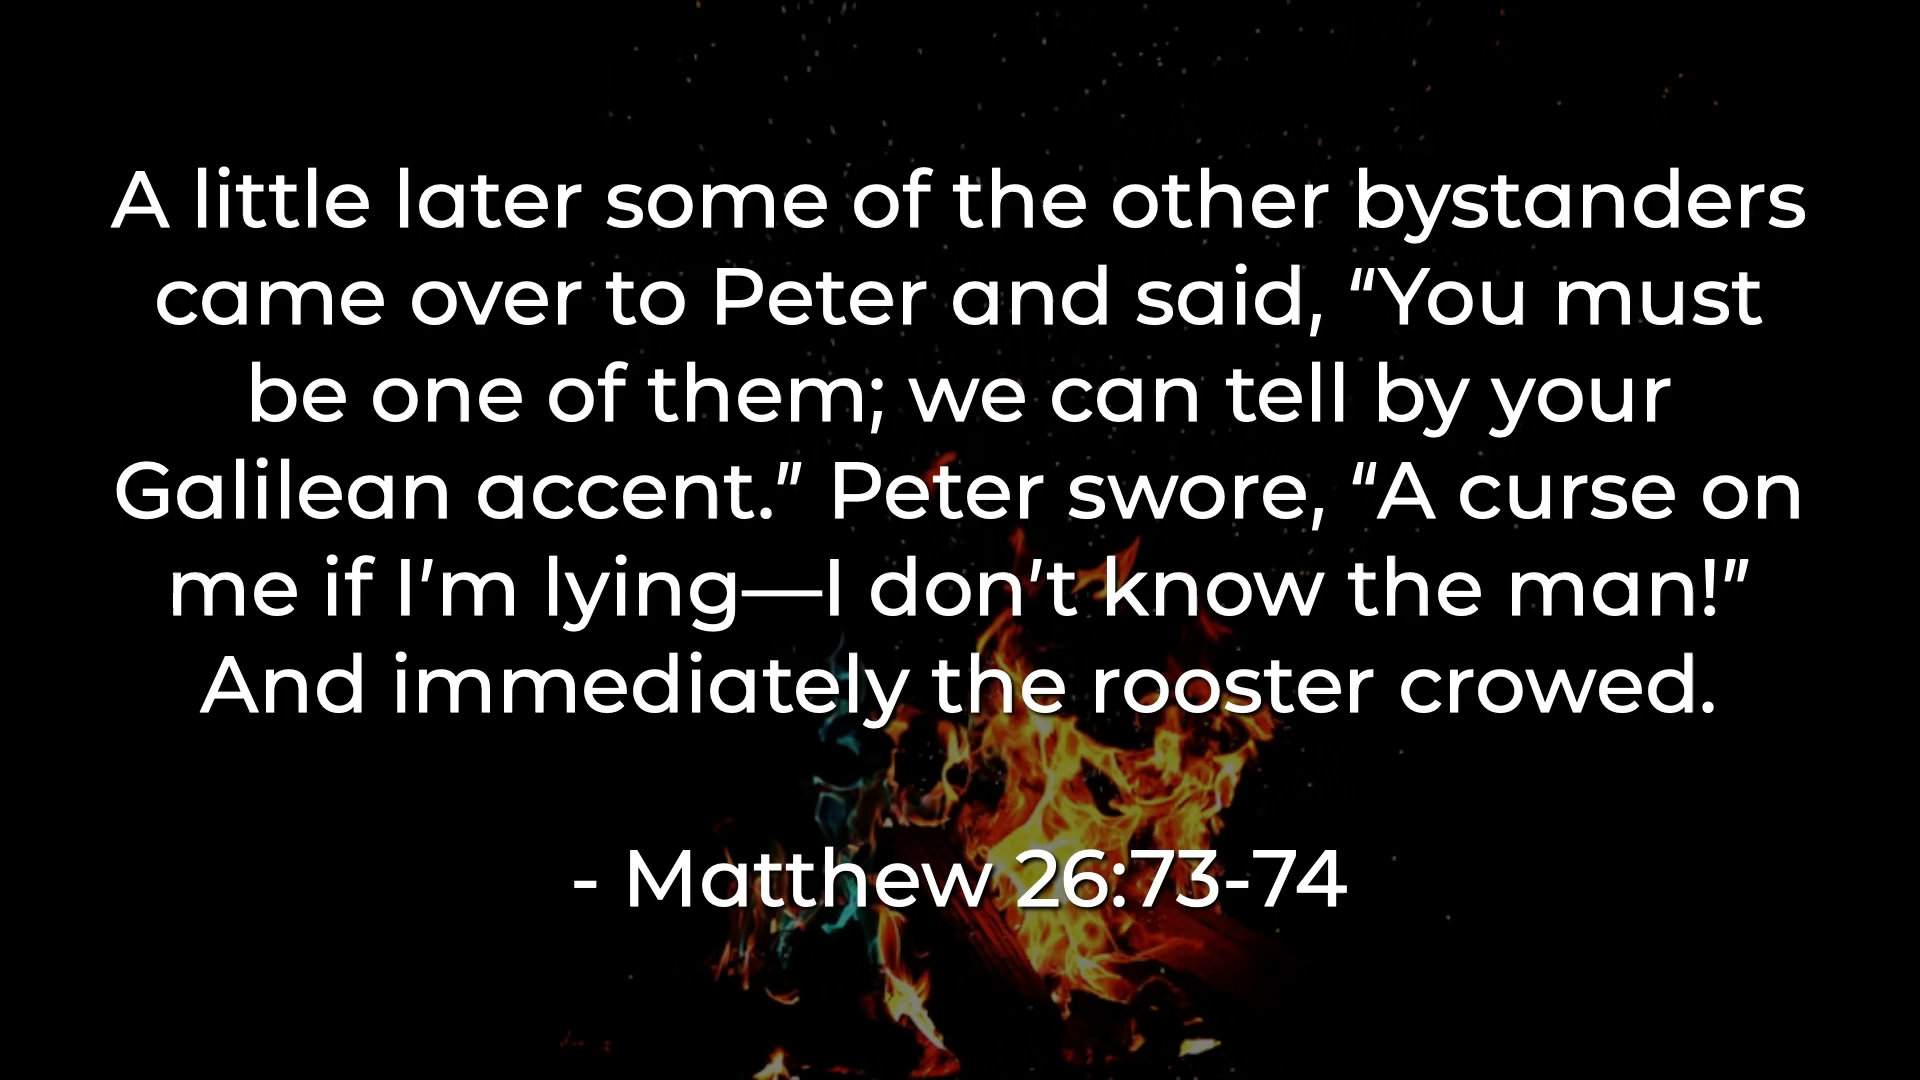 A little later some of the other bystanders
came over to Peter and said, “You must
be one of them; we can tell by your
Galilean accent.” Peter swore, “A curse on
me if I’m lying—I don’t know the man!”
And immediately the rooster crowed.
- Matthew 26:73-74